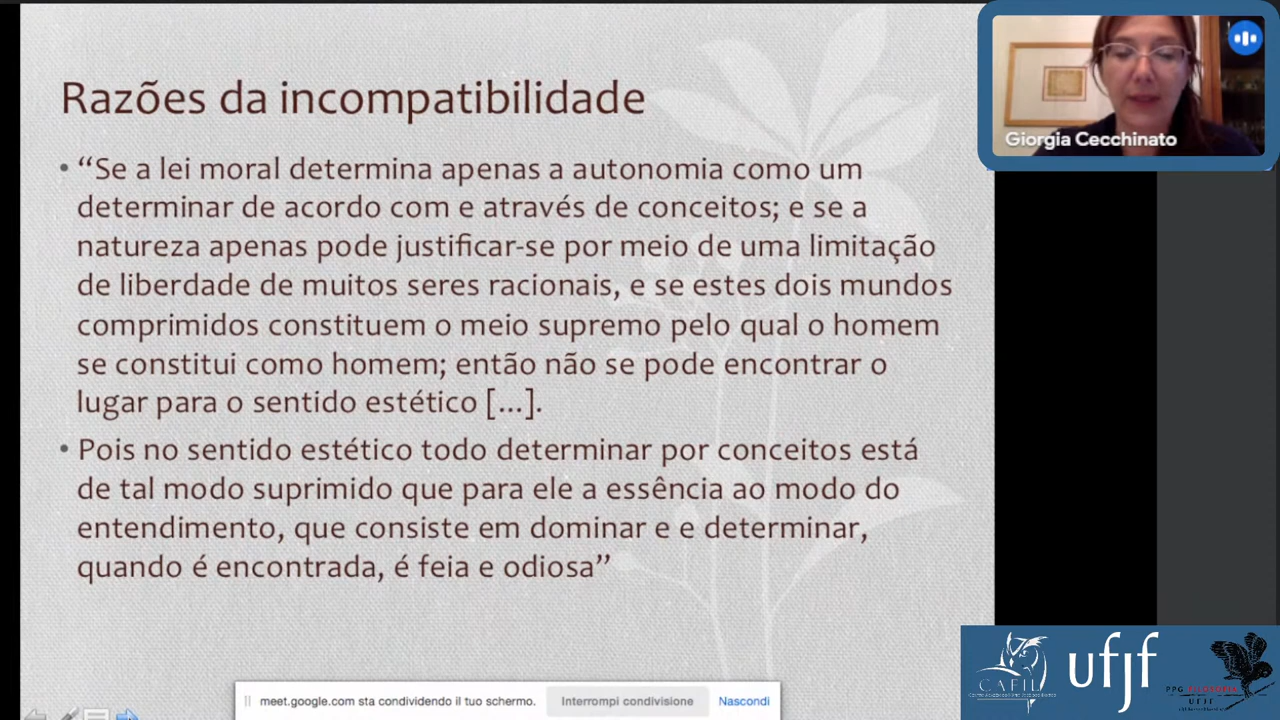 Razões da incompatibilidade
• “Se a lei moral determina apenas a autonomia como um
determinar de acordo com e através de conceitos; e se a
natureza apenas pode justificar-se por meio de uma limitação
de liberdade de muitos seres racionais, e se estes dois mundos
comprimidos constituem o meio supremo pelo qual o homem
se constitui como homem; então não se pode encontrar o
lugar para o sentido estético [...].
• Pois no sentido estético todo determinar por conceitos está
de tal modo suprimido que para ele a essência ao modo do
entendimento, que consiste em dominar e e determinar,
quando é encontrada, é feia e odiosa”
Giorgia Cecchinato
meet.google.com sta condividendo il tuo schermo.
Interrompi condivisione
Nascondi
CAFIL
ufjf
PPG FILOSOFIA
UFJF